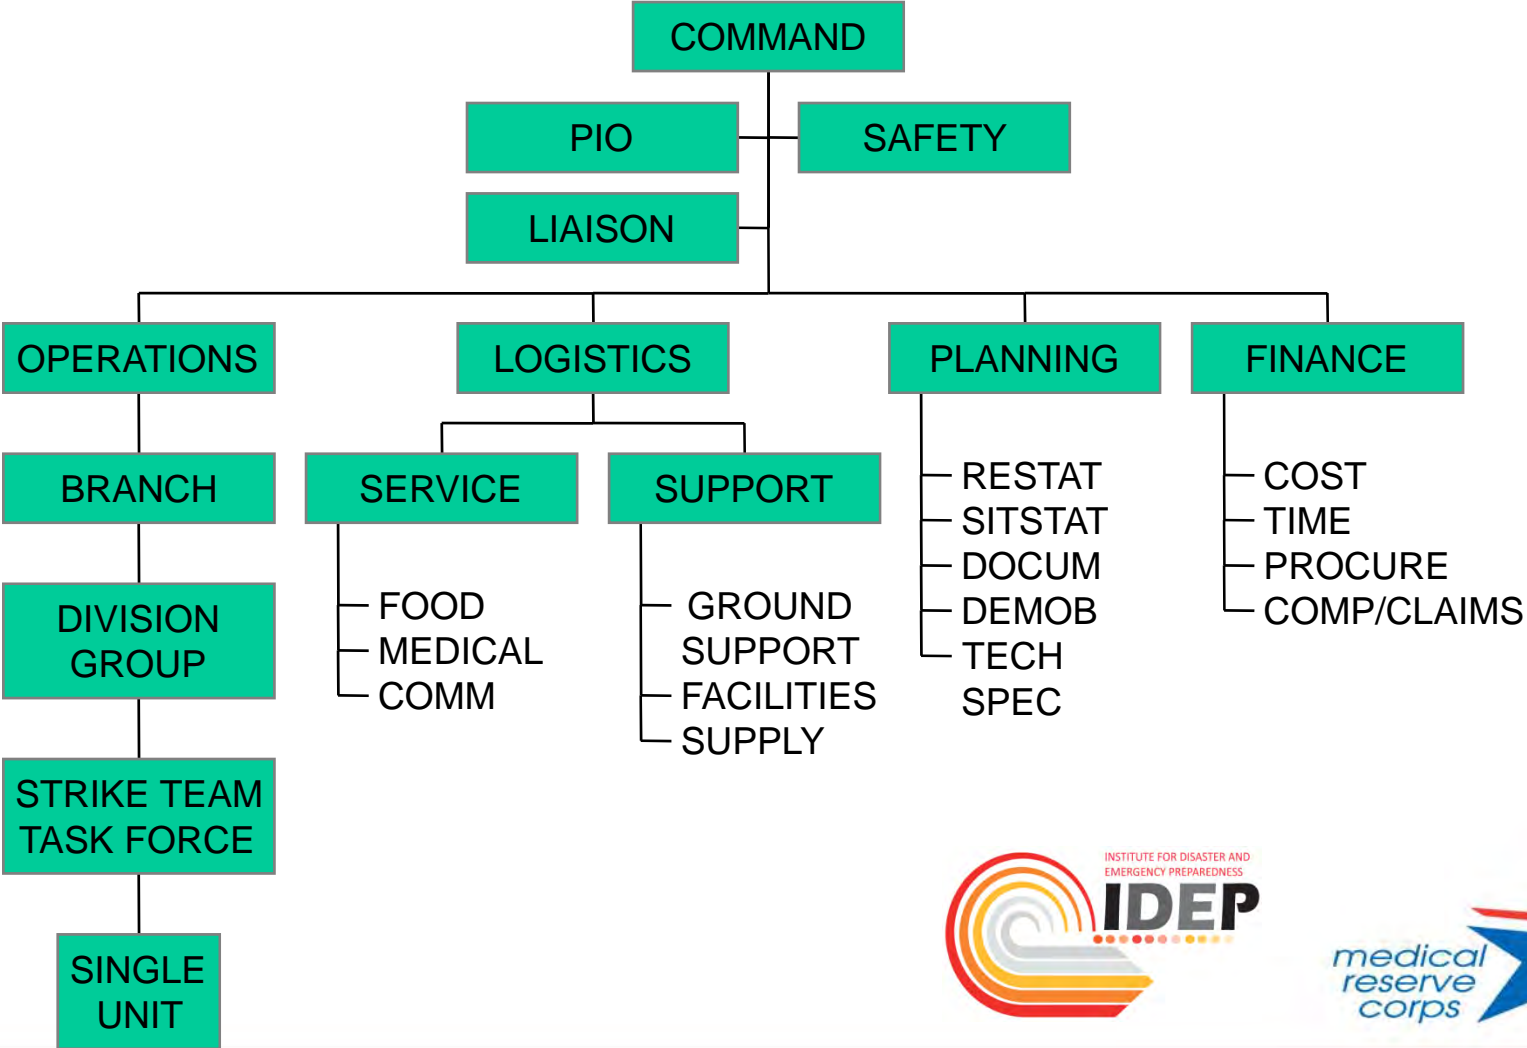 COMMAND
PIO
SAFETY
LIAISON
OPERATIONS
LOGISTICS
PLANNING
FINANCE
BRANCH
SERVICE
SUPPORT
RESTAT
SITSTAT
DOCUM
DEMOB
TECH
SPEC
COST
TIME
PROCURE
COMP/CLAIMS
DIVISION
GROUP
FOOD
MEDICAL
COMM
GROUND
SUPPORT
FACILITIES
SUPPLY
STRIKE TEAM
TASK FORCE
SINGLE
UNIT
INSTITUTE FOR DISASTER AND
EMERGENCY PREPAREDNESS
IDEP
medical
reserve
corps